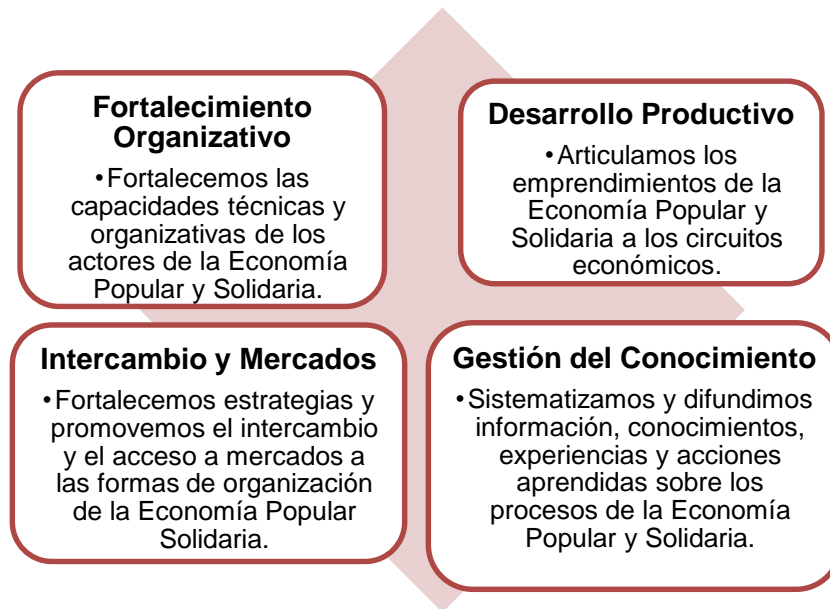 Fortalecimiento
Organizativo
•Fortalecemos las
capacidades técnicas y
organizativas de los
actores de la Economía
Popular y Solidaria.
Desarrollo Productivo
•Articulamos los
emprendimientos de la
Economía Popular y
Solidaria a los circuitos
económicos.
Intercambio y Mercados
•Fortalecemos estrategias y
promovemos el intercambio
y el acceso a mercados a
las formas de organización
de la Economía Popular
Solidaria.
Gestión del Conocimiento
•Sistematizamos y difundimos
información, conocimientos,
experiencias y acciones
aprendidas sobre los
procesos de la Economía
Popular y Solidaria.